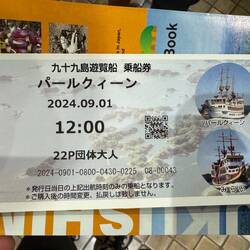 Book
九十九島遊覧船 乗船券
パールクィーン
2024.09.01
12:00
22P団体大人
2024-0901-0800-0430-0225 08-00043
※発行日当日の上記出航時刻のみの乗船となります。
※ご購入後の時間変更、払戻しは致しません。
パールクィーン